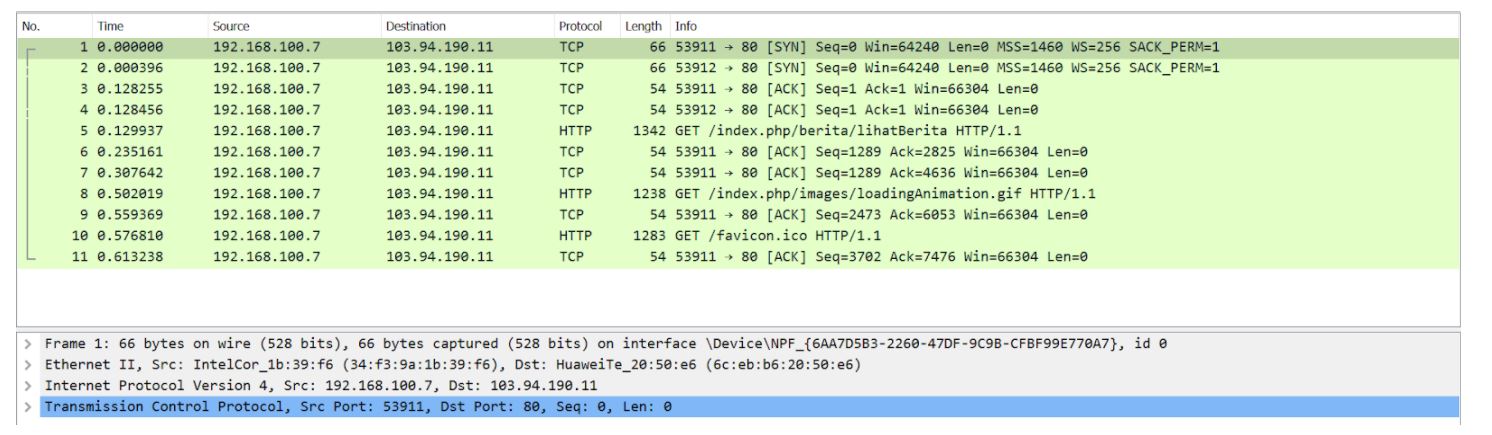 No. Time Source Destination Protocol Length Info
1 0.000000 192.168.100.7 103.94.190.11 TCP 66 53911 → 80 [SYN] Seq=0 Win=64240 Len=0 MSS=1460 WS=256 SACK_PERM=1
2 0.000396 192.168.100.7 103.94.190.11 TCP 66 53912 → 80 [SYN] Seq=0 Win=64240 Len=0 MSS=1460 WS=256 SACK_PERM=1
3 0.128255 192.168.100.7 103.94.190.11 TCP 54 53911 → 80 [ACK] Seq=1 Ack=1 Win=66304 Len=0
4 0.128456 192.168.100.7 103.94.190.11 TCP 54 53912 → 80 [ACK] Seq=1 Ack=1 Win=66304 Len=0
5 0.129937 192.168.100.7 103.94.190.11 HTTP 1342 GET /index.php/berita/lihatBerita HTTP/1.1
6 0.235161 192.168.100.7 103.94.190.11 TCP 54 53911 → 80 [ACK] Seq=1289 Ack=2825 Win=66304 Len=0
7 0.307642 192.168.100.7 103.94.190.11 TCP 54 53911 → 80 [ACK] Seq=1289 Ack=4636 Win=66304 Len=0
8 0.502019 192.168.100.7 103.94.190.11 HTTP 1238 GET /index.php/images/loadingAnimation.gif HTTP/1.1
9 0.559369 192.168.100.7 103.94.190.11 TCP 54 53911 → 80 [ACK] Seq=2473 Ack=6053 Win=66304 Len=0
10 0.576810 192.168.100.7 103.94.190.11 HTTP 1283 GET /favicon.ico HTTP/1.1
11 0.613238 192.168.100.7 103.94.190.11 TCP 54 53911 → 80 [ACK] Seq=3702 Ack=7476 Win=66304 Len=0
> Frame 1: 66 bytes on wire (528 bits), 66 bytes captured (528 bits) on interface \Device\NPF_{6AA7D5B3-2260-47DF-9C9B-CFBF99E770A7}, id 0
> Ethernet II, Src: IntelCor_1b:39:f6 (34:f3:9a:1b:39:f6), Dst: HuaweiTe_20:50:e6 (6c:eb:b6:20:50:e6)
> Internet Protocol Version 4, Src: 192.168.100.7, Dst: 103.94.190.11
> Transmission Control Protocol, Src Port: 53911, Dst Port: 80, Seq: 0, Len: 0